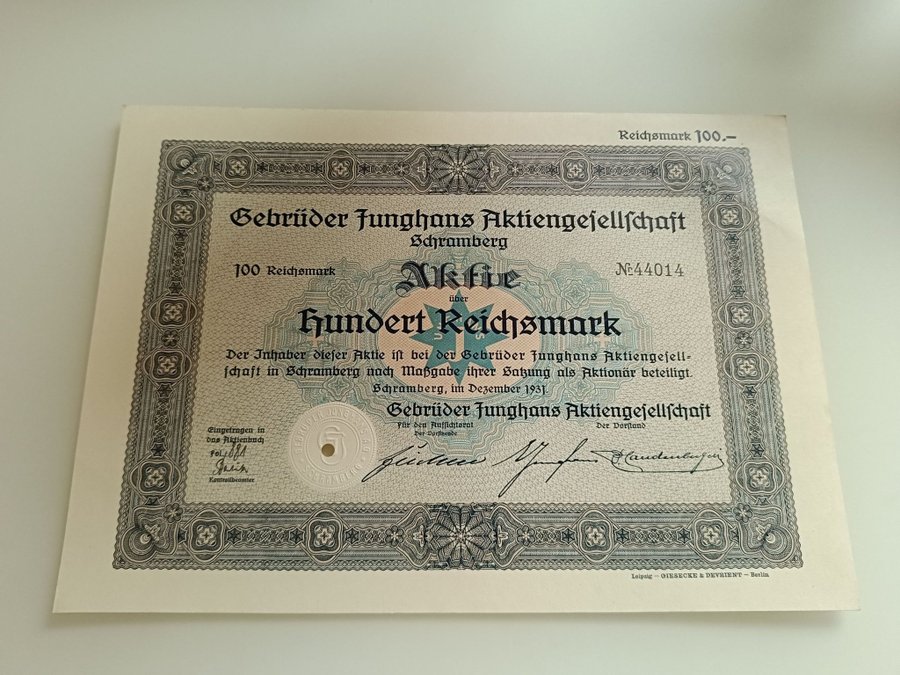 Reichsmark 100.—
Gebrüder Junghans Aktiengesellschaft
Schramberg
100 Reichsmark
Aktie
№ 44014
über
Hundert Reichsmark
Der Inhaber dieser Aktie ist bei der Gebrüder Junghans Aktiengesell-
schaft in Schramberg nach Maßgabe ihrer Satzung als Aktionär beteiligt.
Schramberg, im Dezember 1931.
Gebrüder Junghans Aktiengesellschaft
Für den Aufsichtsrat
Der Vorsitzende
Der Vorstand
Eingetragen in
das Aktienbuch
Fol.
Kontrollbeamter
Leipzig — GIESECKE & DEVRIENT — Berlin